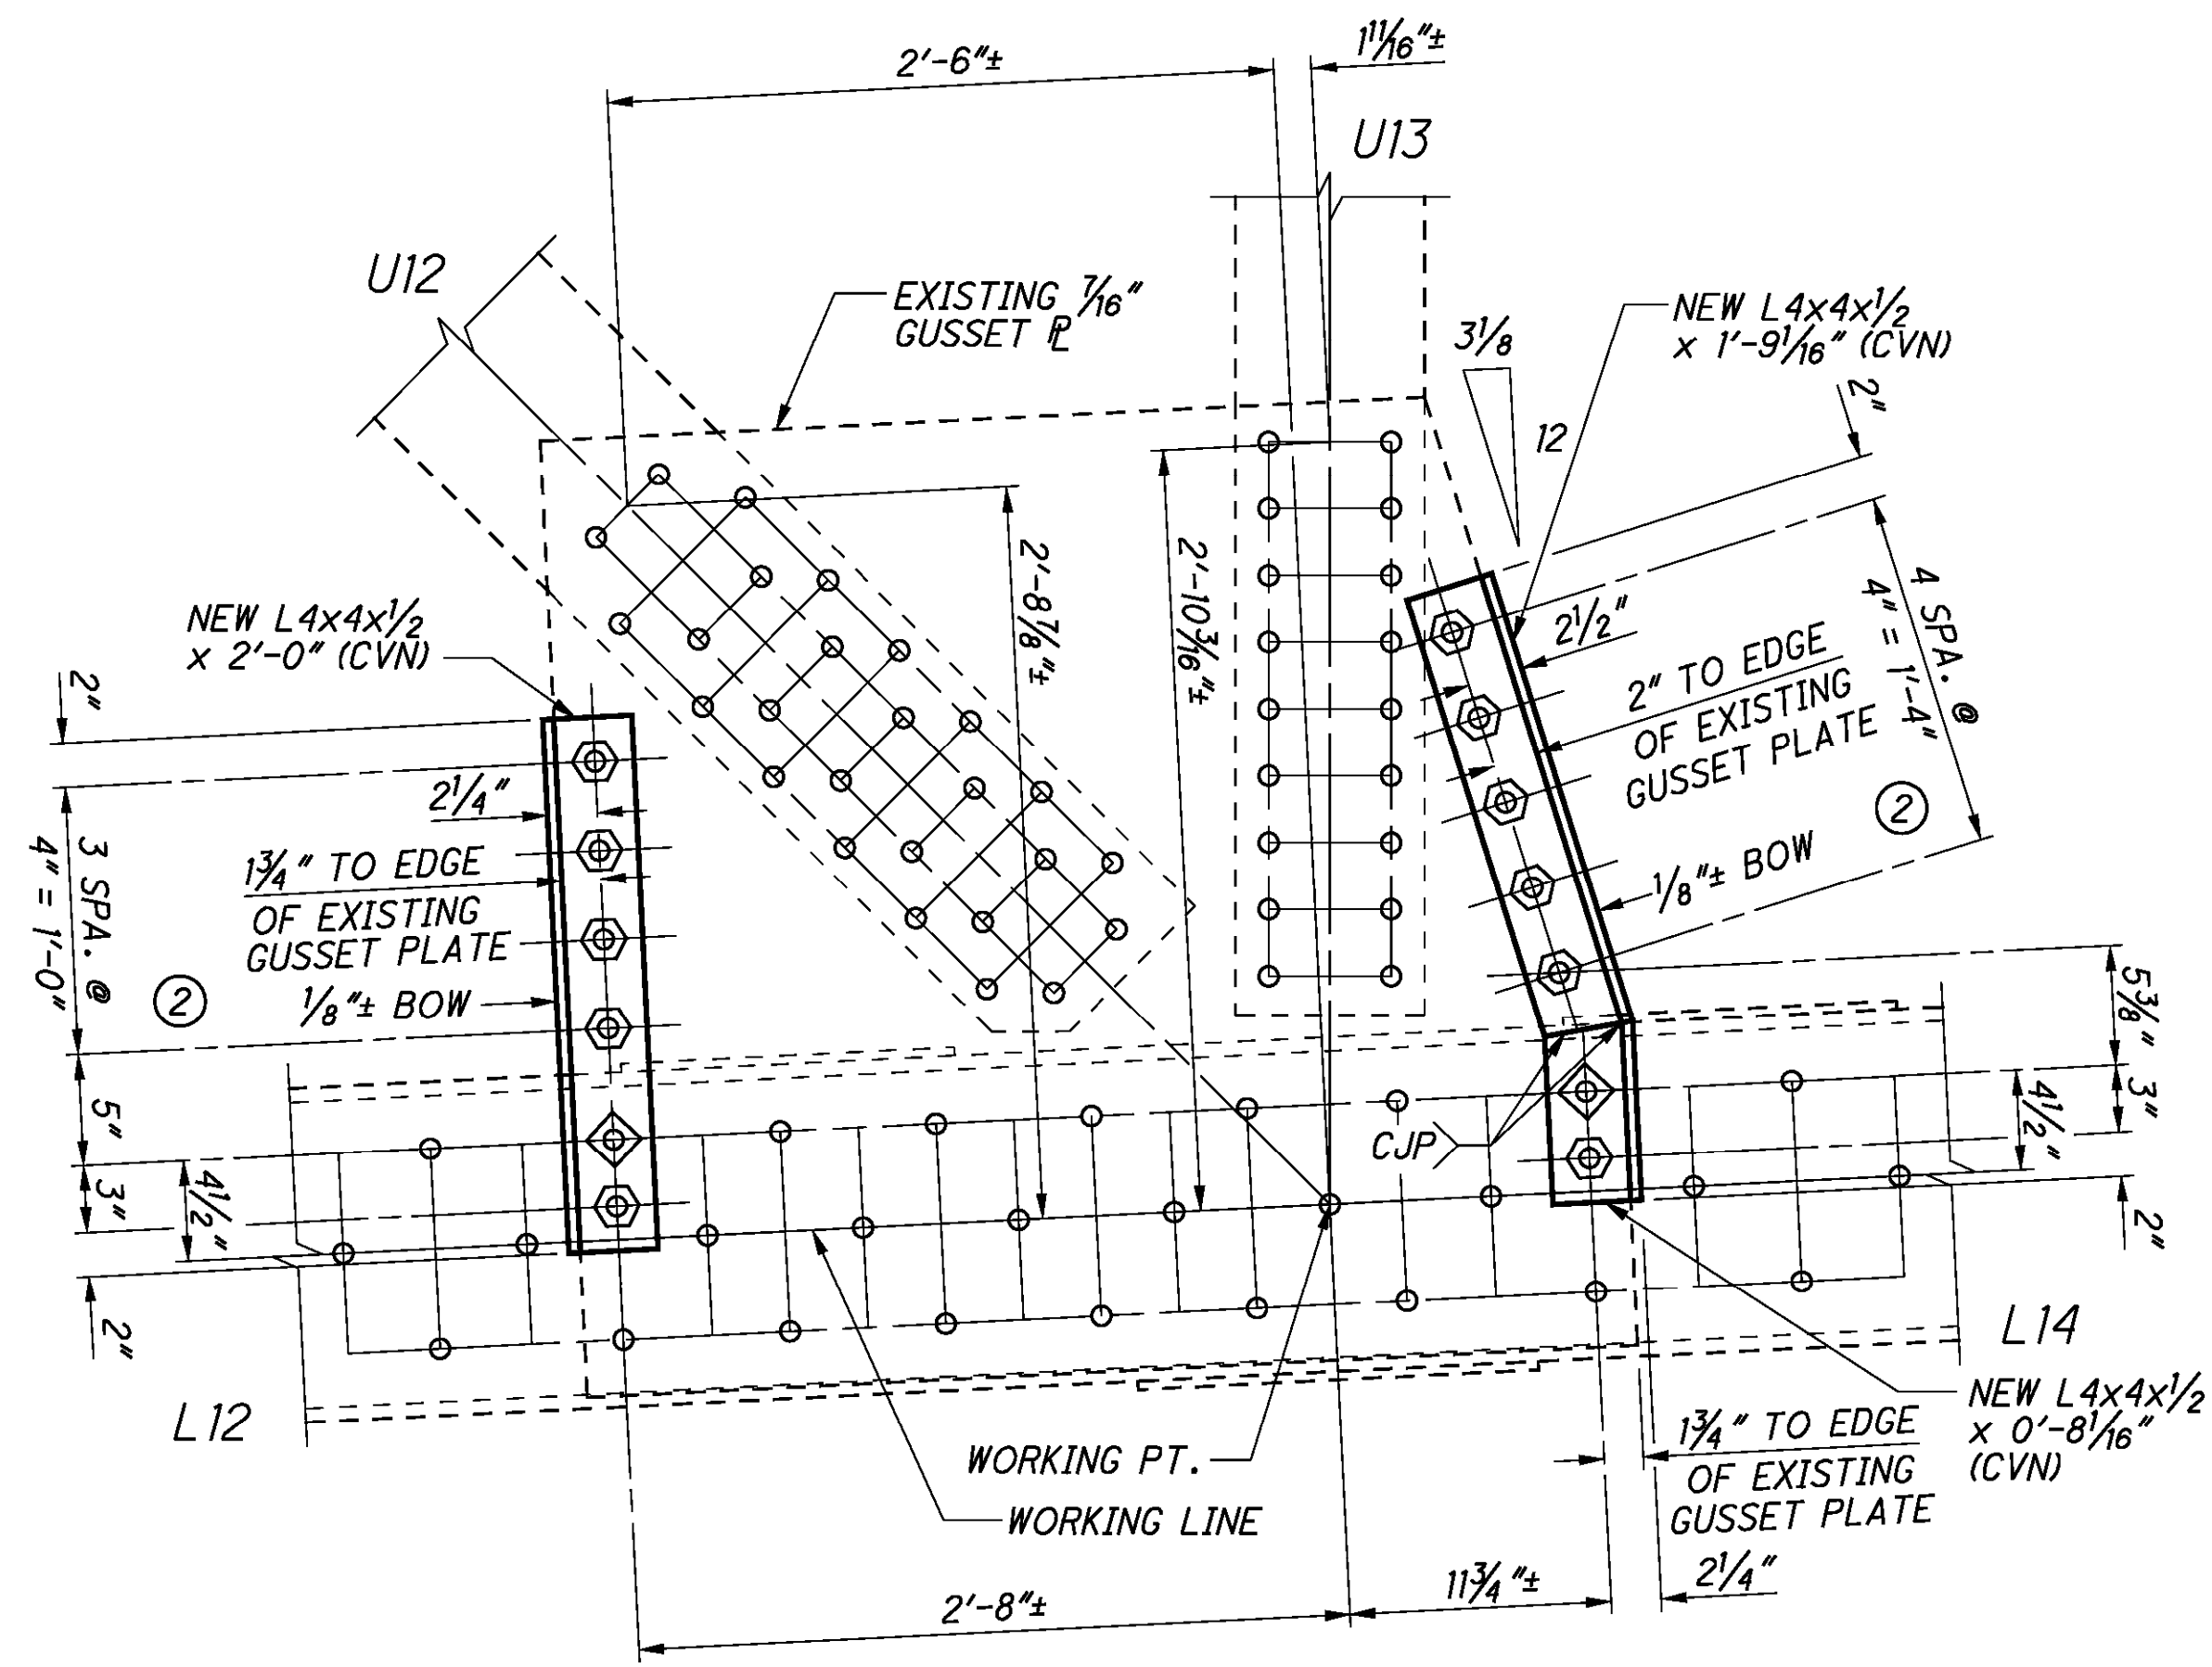 2'-6"±
1 11/16"±
U13
U12
EXISTING 7/16"
GUSSET PL
3 1/8
12
NEW L4x4x1/2
x 1'-9 1/16" (CVN)
2"
NEW L4x4x1/2
x 2'-0" (CVN)
2'-8 7/8"±
2'-10 3/16"±
2 1/2"
4 SPA. @
4" = 1'-4"
2" TO EDGE
OF EXISTING
GUSSET PLATE
2
1/8"± BOW
2"
2 1/4"
3 SPA. @
4" = 1'-0"
1 3/4" TO EDGE
OF EXISTING
GUSSET PLATE
2
1/8"± BOW
5"
3"
4 1/2"
2"
5 3/8"
3"
4 1/2"
2"
CJP
L12
L14
WORKING PT.
WORKING LINE
NEW L4x4x1/2
x 0'-8 1/16"
(CVN)
1 3/4" TO EDGE
OF EXISTING
GUSSET PLATE
2 1/4"
2'-8"±
11 3/4"±